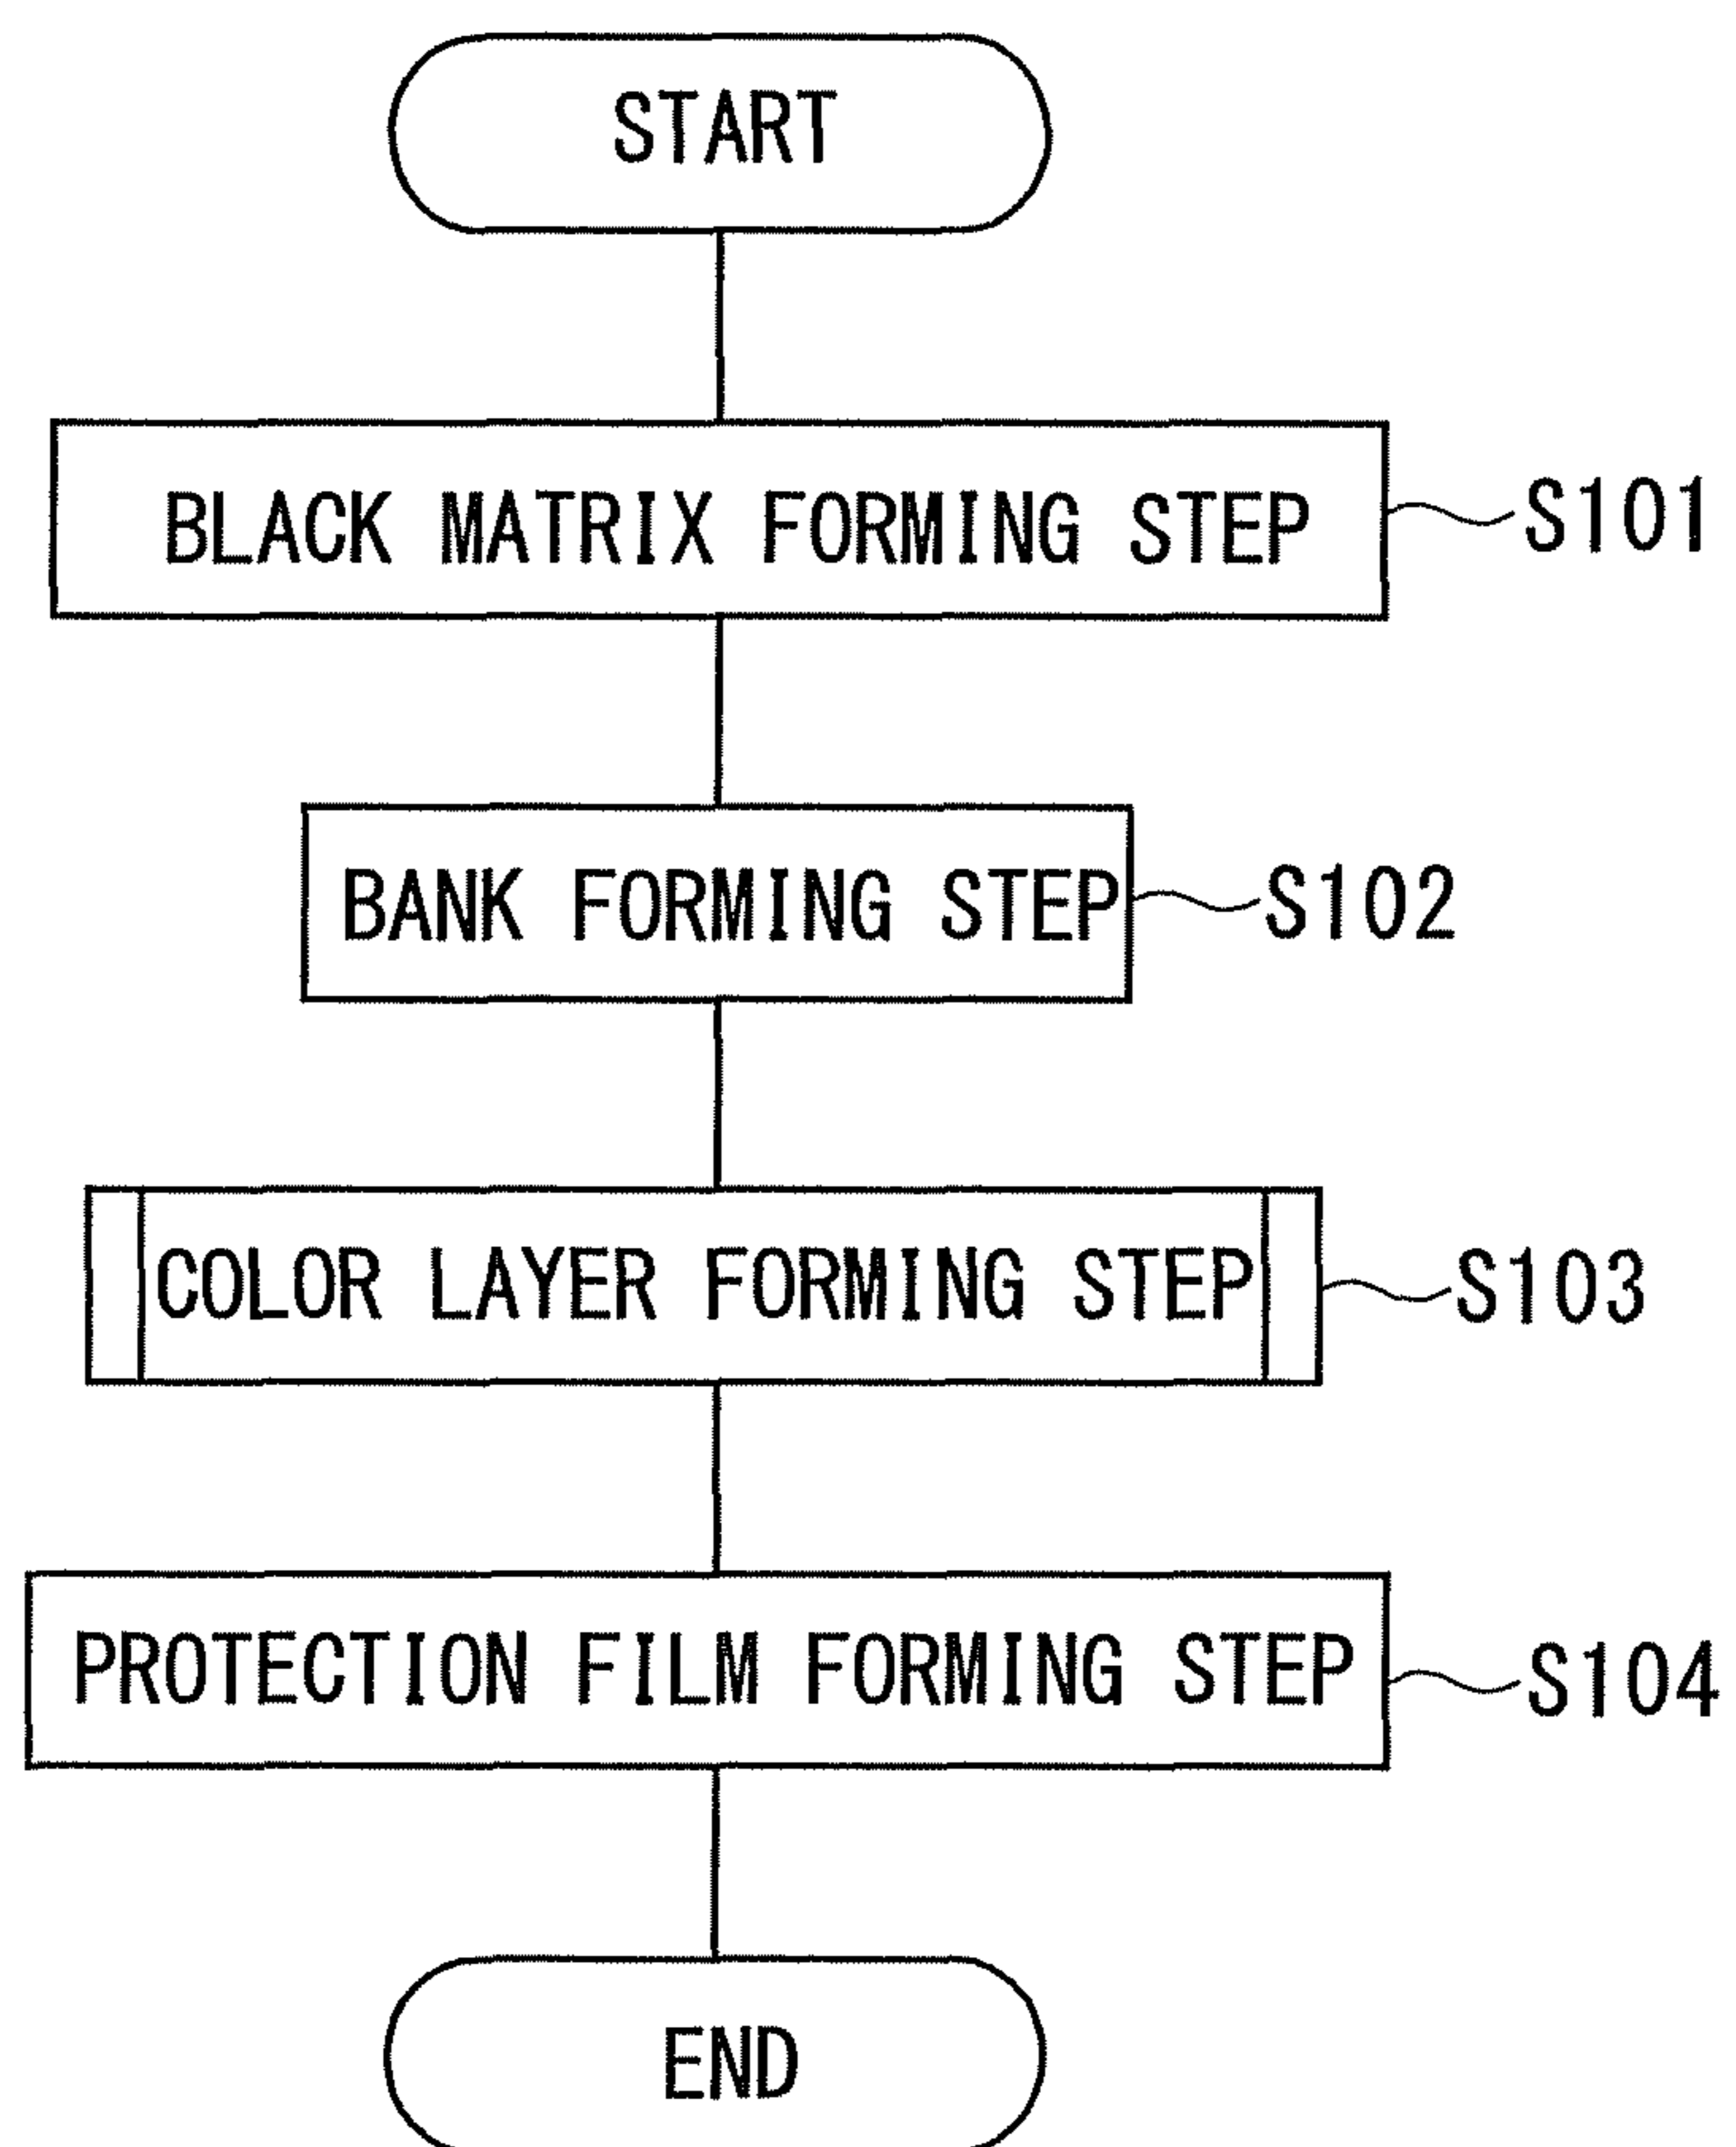 START
BLACK MATRIX FORMING STEP
S101
BANK FORMING STEP
S102
COLOR LAYER FORMING STEP
S103
PROTECTION FILM FORMING STEP
S104
END